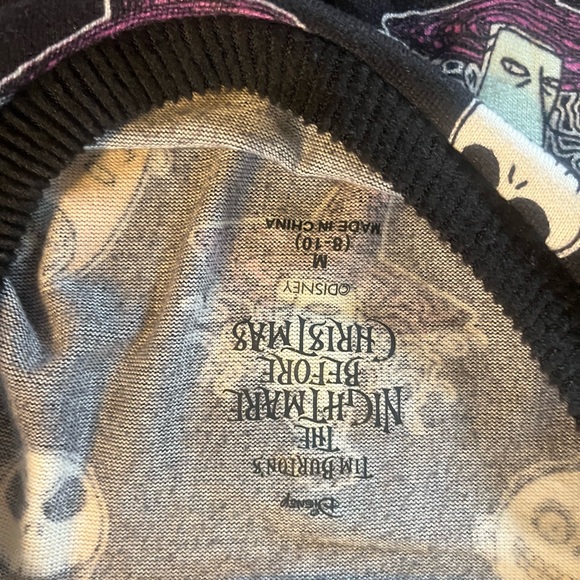 Disney
TIM BURTON'S
THE
NIGHTMARE
BEFORE
CHRISTMAS
©DISNEY
M
(8-10)
MADE IN CHINA